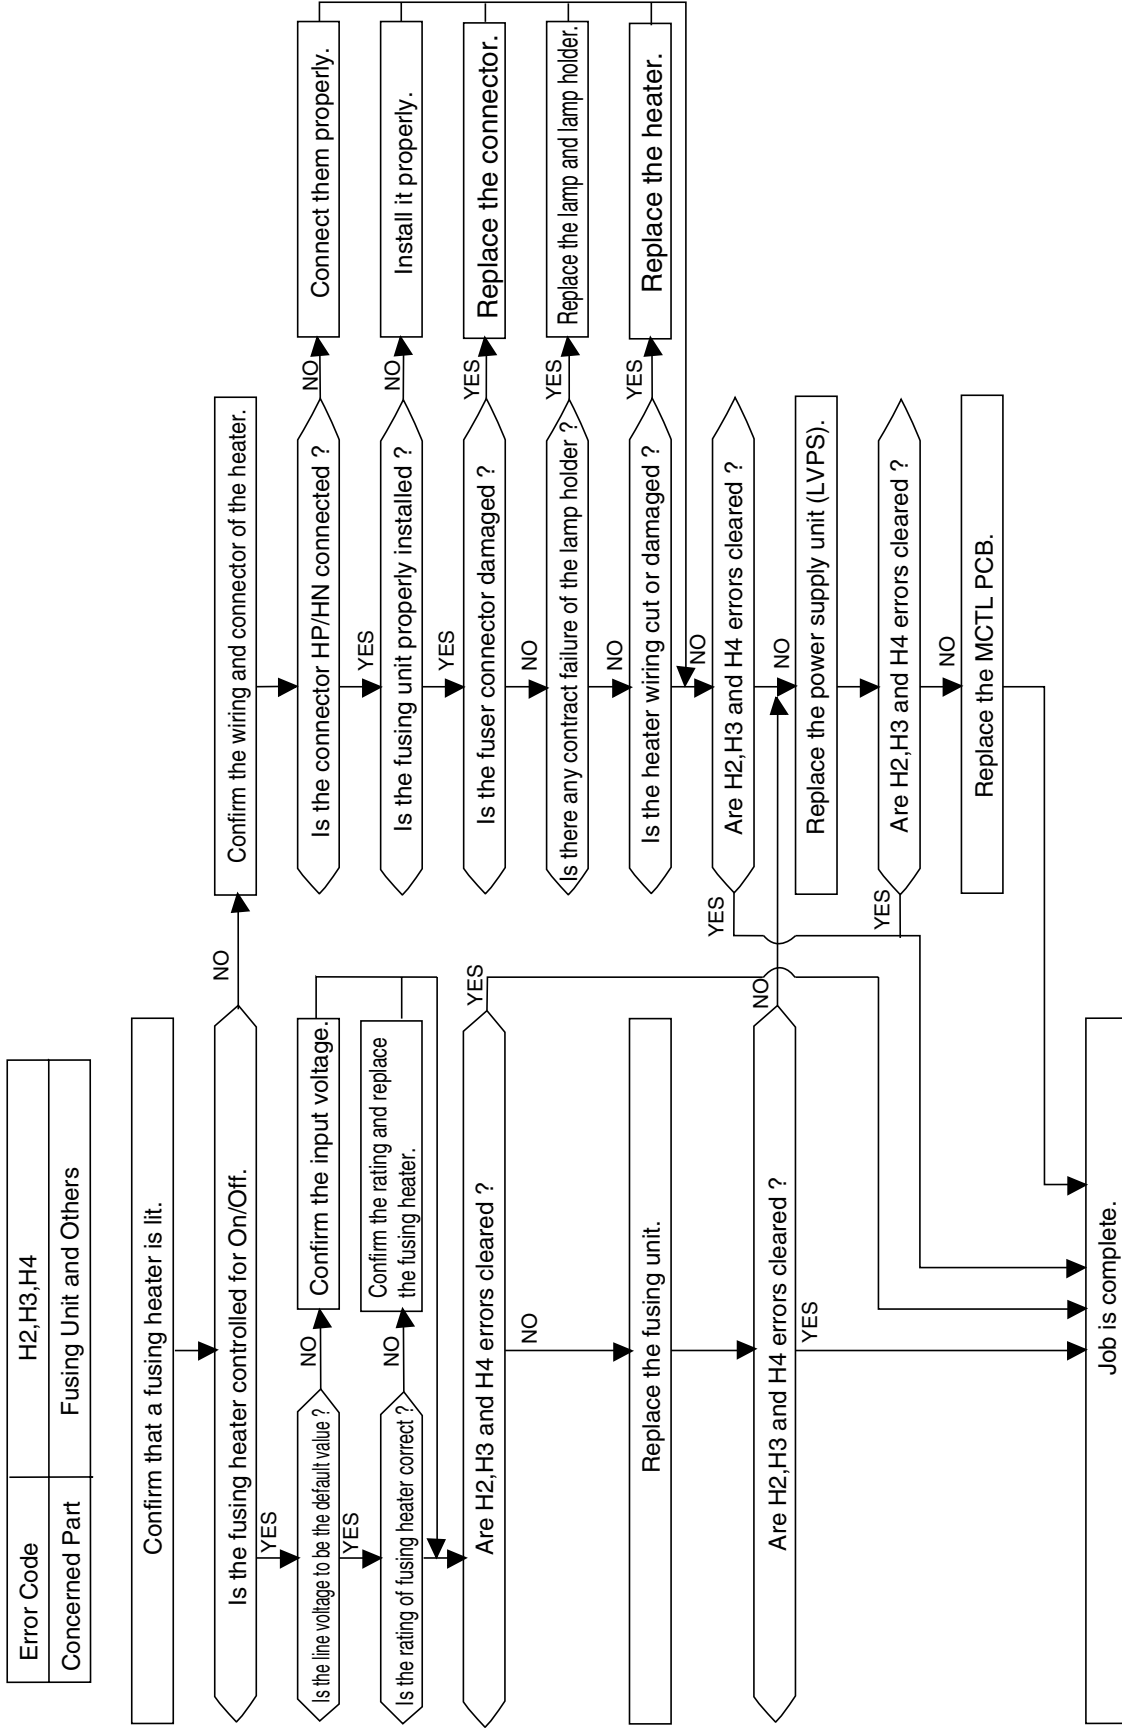 Error Code
H2,H3,H4
Concerned Part
Fusing Unit and Others
Confirm that a fusing heater is lit.
Is the fusing heater controlled for On/Off.
NO
YES
Is the line voltage to be the default value ?
NO
Confirm the input voltage.
YES
Is the rating of fusing heater correct ?
NO
Confirm the rating and replace
the fusing heater.
Are H2,H3 and H4 errors cleared ?
YES
NO
Replace the fusing unit.
Are H2,H3 and H4 errors cleared ?
NO
YES
Confirm the wiring and connector of the heater.
Is the connector HP/HN connected ?
NO
Connect them properly.
YES
Is the fusing unit properly installed ?
NO
Install it properly.
YES
Is the fuser connector damaged ?
YES
Replace the connector.
NO
Is there any contract failure of the lamp holder ?
YES
Replace the lamp and lamp holder.
NO
Is the heater wiring cut or damaged ?
YES
Replace the heater.
NO
Are H2,H3 and H4 errors cleared ?
YES
NO
Replace the power supply unit (LVPS).
Are H2,H3 and H4 errors cleared ?
YES
NO
Replace the MCTL PCB.
Job is complete.